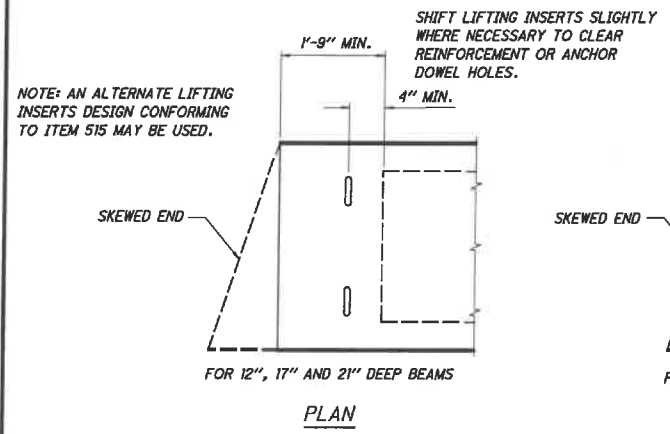 SHIFT LIFTING INSERTS SLIGHTLY
WHERE NECESSARY TO CLEAR
REINFORCEMENT OR ANCHOR
DOWEL HOLES.
1'-9" MIN.
4" MIN.
NOTE: AN ALTERNATE LIFTING
INSERTS DESIGN CONFORMING
TO ITEM 515 MAY BE USED.
SKEWED END
SKEWED END
FOR 12", 17" AND 21" DEEP BEAMS
PLAN